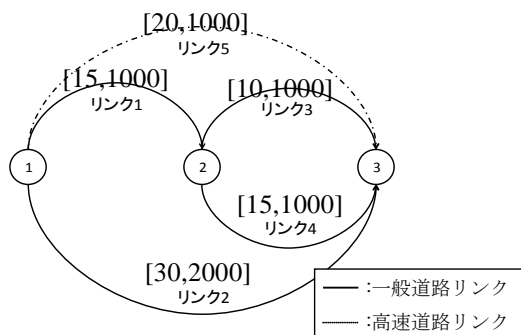 [20,1000]
リンク5
[15,1000]
リンク1
[10,1000]
リンク3
1
2
3
[15,1000]
リンク4
[30,2000]
リンク2
:一般道路リンク
:高速道路リンク